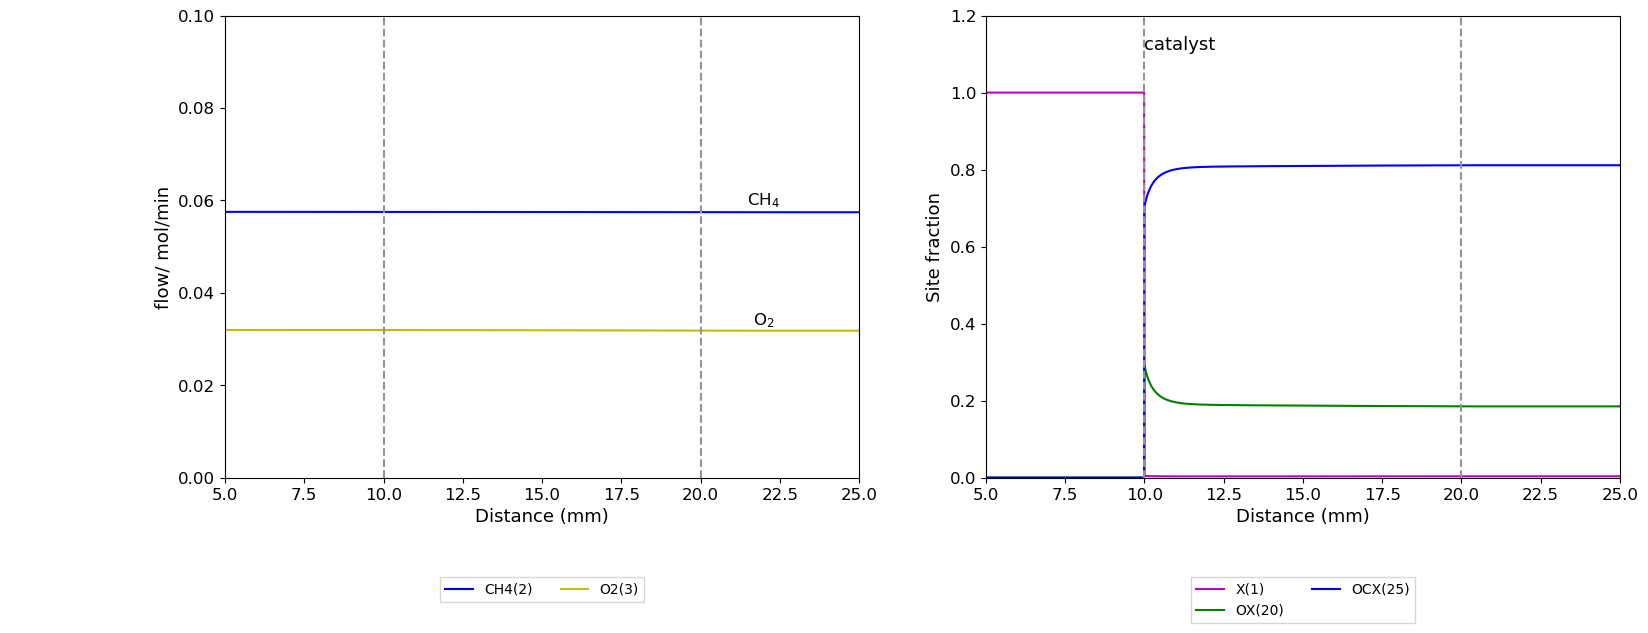 0.10
0.08
0.06
0.04
0.02
0.00
flow/ mol/min
CH4
O2
5.0 7.5 10.0 12.5 15.0 17.5 20.0 22.5 25.0
Distance (mm)
CH4(2) O2(3)
1.2
1.0
0.8
0.6
0.4
0.2
0.0
Site fraction
catalyst
5.0 7.5 10.0 12.5 15.0 17.5 20.0 22.5 25.0
Distance (mm)
X(1) OCX(25)
OX(20)